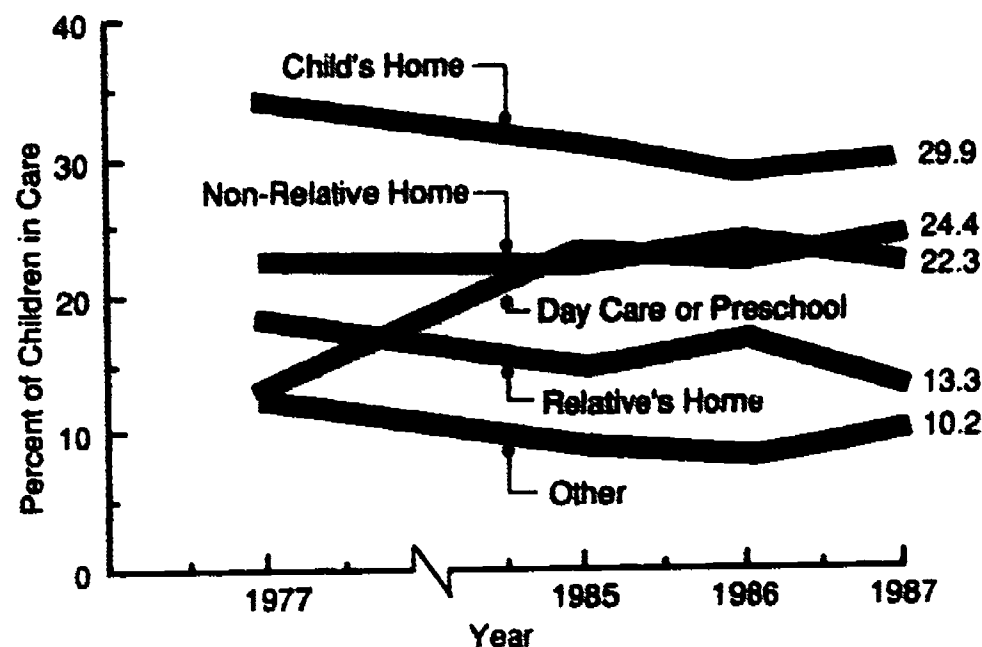 40
Child's Home
30
29.9
Non-Relative Home
24.4
22.3
20
Day Care or Preschool
13.3
Relative's Home
10.2
10
Other
0
1977
1985
1986
1987
Year
Percent of Children in Care